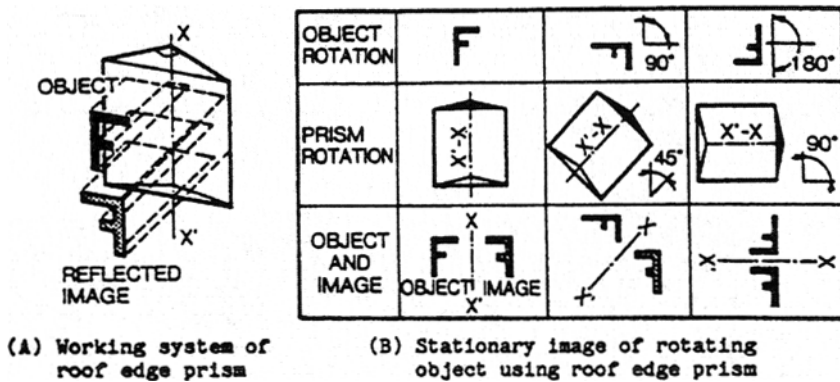 X
OBJECT
X'
REFLECTED
IMAGE
(A) Working system of
roof edge prism
OBJECT
ROTATION
90°
180°
PRISM
ROTATION
X'-X
X'-X
45°
X'-X
90°
OBJECT
AND
IMAGE
X
OBJECT IMAGE
X'
X
X'
X'
X
(B) Stationary image of rotating
object using roof edge prism